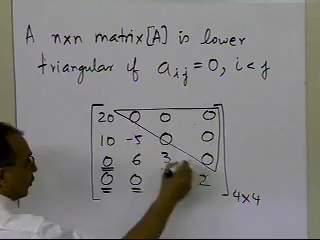 A nxn matrix [A] is lower
triangular if aij = 0, i < j
20 0 0 0
10 -5 0 0
0 6 3 0
0 0 2
4x4